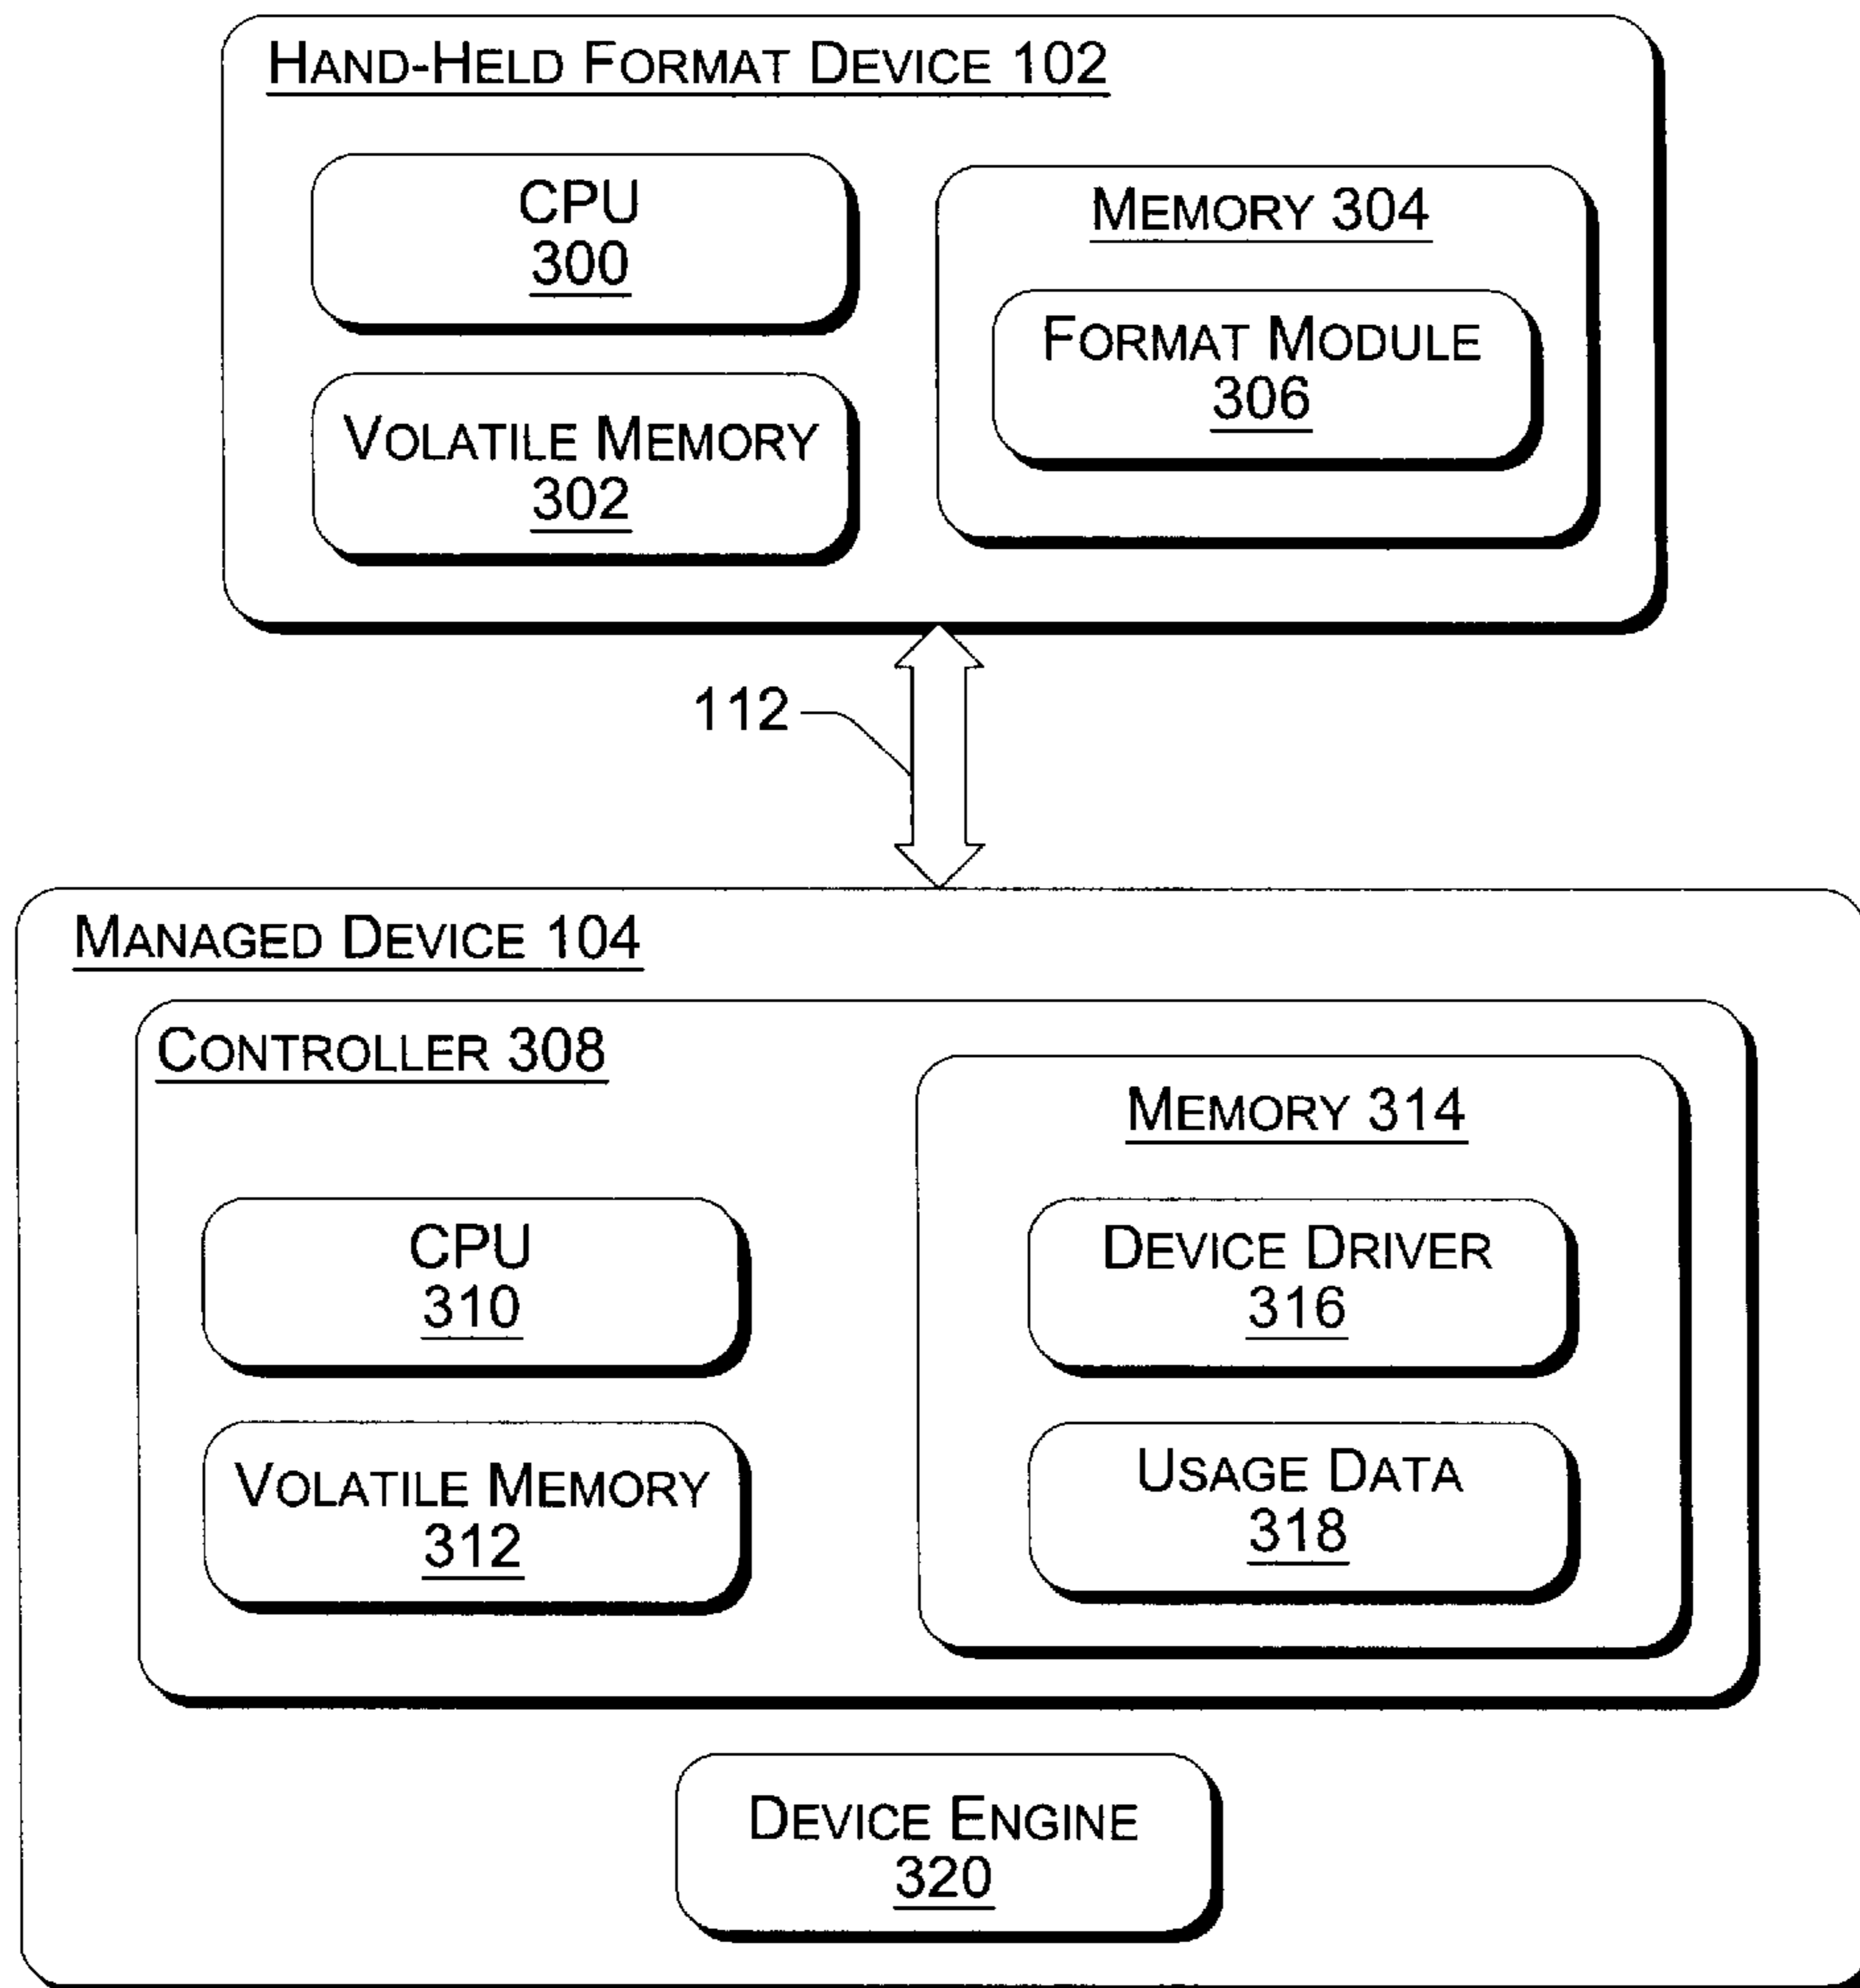 HAND-HELD FORMAT DEVICE 102
CPU
300
VOLATILE MEMORY
302
MEMORY 304
FORMAT MODULE
306
112
MANAGED DEVICE 104
CONTROLLER 308
CPU
310
VOLATILE MEMORY
312
MEMORY 314
DEVICE DRIVER
316
USAGE DATA
318
DEVICE ENGINE
320